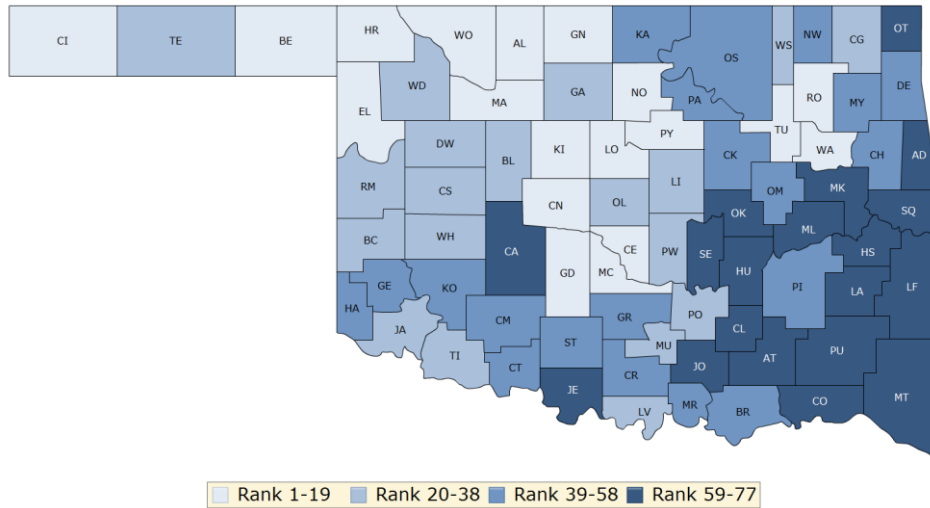 CI TE BE HR WO AL GN KA OS WS NW CG OT
EL WD MA GA NO PA RO MY DE
DW BL KI LO PY CK TU WA CH AD
RM CS CN OL LI OM MK SQ
BC WH CA GD MC CE PW SE OK ML HS
HA GE KO HU PI LA LF
JA CM ST GR PO CL
TI CT CR MU JO AT PU
JE LV MR BR CO MT
Rank 1-19 Rank 20-38 Rank 39-58 Rank 59-77